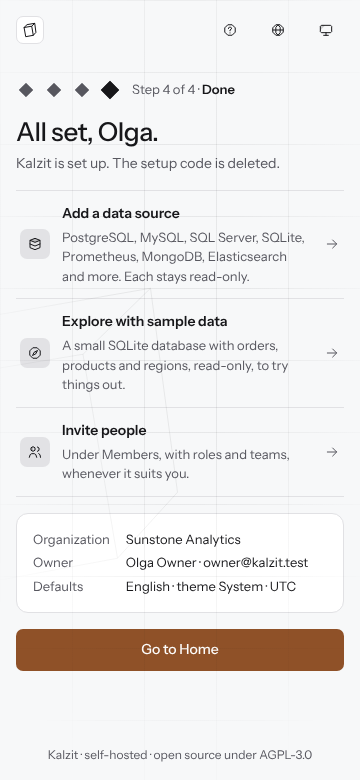 Step 4 of 4 · Done
All set, Olga.
Kalzit is set up. The setup code is deleted.
Add a data source
PostgreSQL, MySQL, SQL Server, SQLite,
Prometheus, MongoDB, Elasticsearch
and more. Each stays read-only.
Explore with sample data
A small SQLite database with orders,
products and regions, read-only, to try
things out.
Invite people
Under Members, with roles and teams,
whenever it suits you.
Organization Sunstone Analytics
Owner Olga Owner · owner@kalzit.test
Defaults English · theme System · UTC
Go to Home
Kalzit · self-hosted · open source under AGPL-3.0